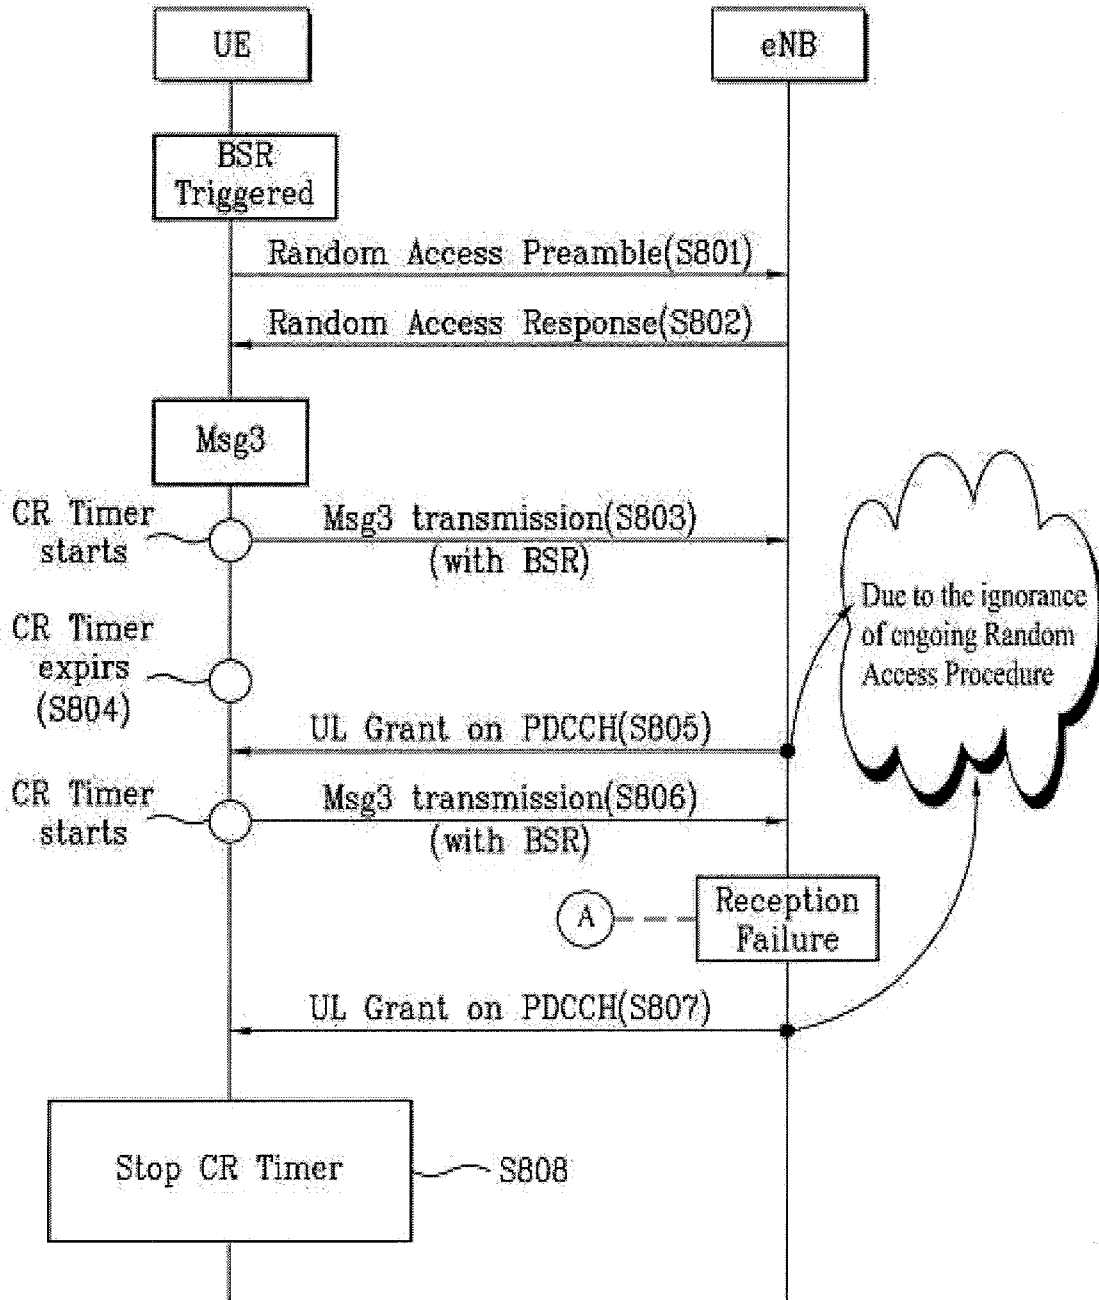 UE
eNB
BSR
Triggered
Random Access Preamble(S801)
Random Access Response(S802)
Msg3
CR Timer
starts
Msg3 transmission(S803)
(with BSR)
Due to the ignorance
of engoing Random
Access Procedure
CR Timer
expirs
(S804)
UL Grant on PDCCH(S805)
CR Timer
starts
Msg3 transmission(S806)
(with BSR)
A
Reception
Failure
UL Grant on PDCCH(S807)
Stop CR Timer
S808